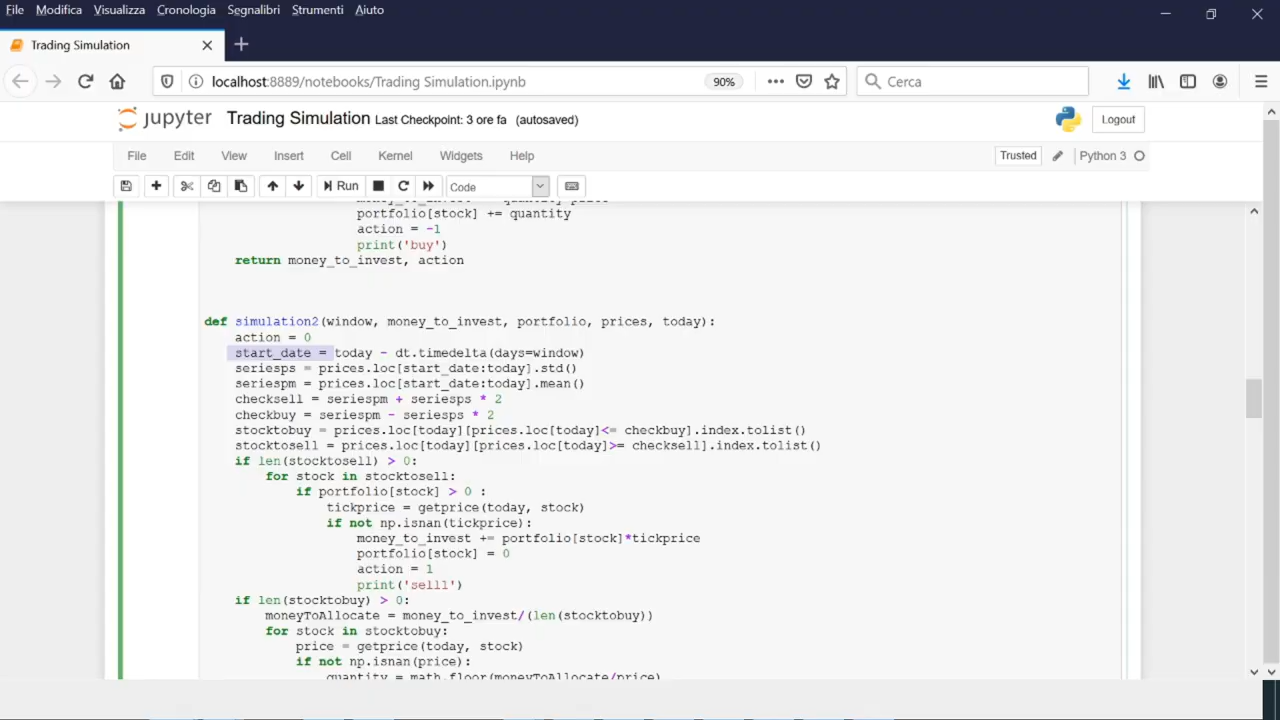 File Modifica Visualizza Cronologia Segnalibri Strumenti Aiuto
Trading Simulation
localhost:8889/notebooks/Trading Simulation.ipynb 90% Cerca
jupyter Trading Simulation Last Checkpoint: 3 ore fa (autosaved) Logout
File Edit View Insert Cell Kernel Widgets Help Trusted Python 3
Run Code
portfolio[stock] += quantity
action = -1
print('buy')
return money_to_invest, action
def simulation2(window, money_to_invest, portfolio, prices, today):
action = 0
start_date = today - dt.timedelta(days=window)
seriesps = prices.loc[start_date:today].std()
seriespm = prices.loc[start_date:today].mean()
checksell = seriespm + seriesps * 2
checkbuy = seriespm - seriesps * 2
stocktobuy = prices.loc[today][prices.loc[today]<= checkbuy].index.tolist()
stocktosell = prices.loc[today][prices.loc[today]>= checksell].index.tolist()
if len(stocktosell) > 0:
for stock in stocktosell:
if portfolio[stock] > 0 :
tickprice = getprice(today, stock)
if not np.isnan(tickprice):
money_to_invest += portfolio[stock]*tickprice
portfolio[stock] = 0
action = 1
print('sell1')
if len(stocktobuy) > 0:
moneyToAllocate = money_to_invest/(len(stocktobuy))
for stock in stocktobuy:
price = getprice(today, stock)
if not np.isnan(price):
quantity = math.floor(moneyToAllocate/price)